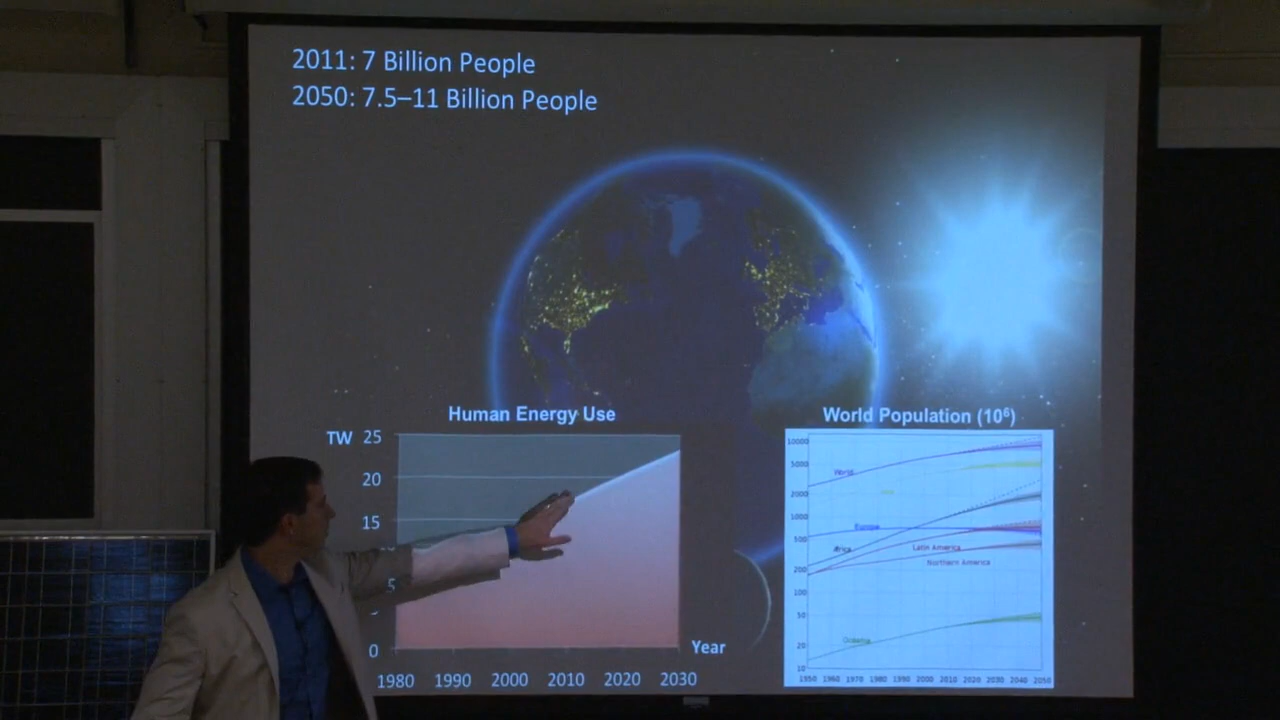 2011: 7 Billion People
2050: 7.5–11 Billion People
Human Energy Use
TW
25
20
15
5
0
Year
1980 1990 2000 2010 2020 2030
World Population (10⁶)
10000
5000
2000
1000
500
200
100
50
20
10
World
Europe
Africa
Latin America
Northern America
Oceania
1950 1960 1970 1980 1990 2000 2010 2020 2030 2040 2050